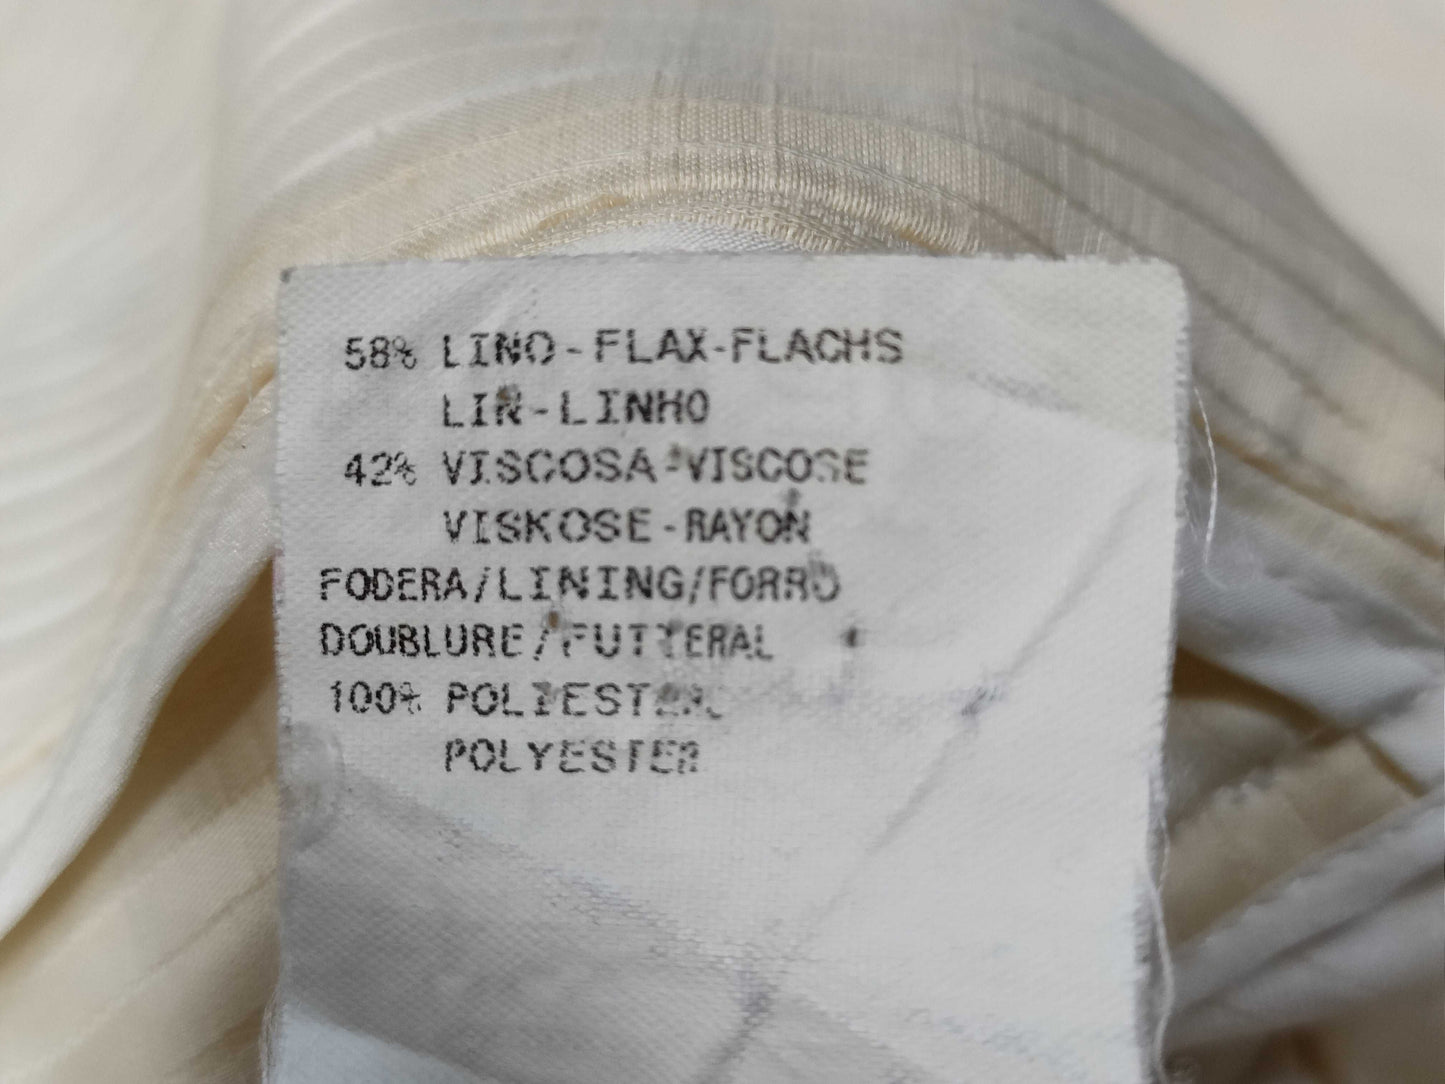 58% LINO-FLAX-FLACHS
LIN-LINHO
42% VISCOSA-VISCOSE
VISKOSE-RAYON
FODERA/LINING/FORRO
DOUBLURE/FUTTERAL
100% POLIESTERE
POLYESTER